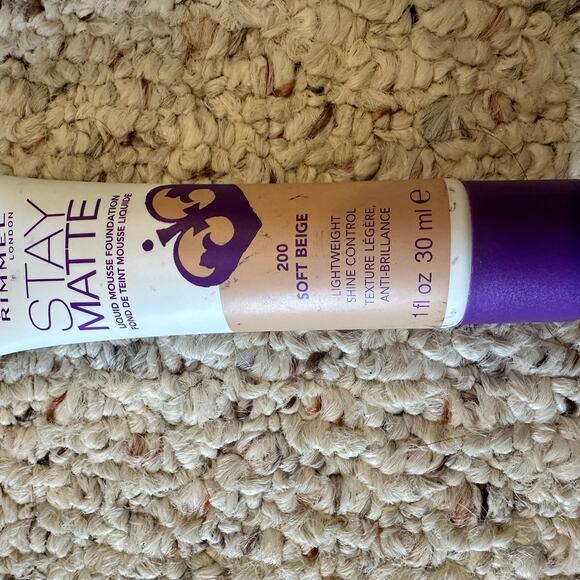 RIMMEL
LONDON
STAY
MATTE
LIQUID MOUSSE FOUNDATION
FOND DE TEINT MOUSSE LIQUIDE
200
SOFT BEIGE
LIGHTWEIGHT
SHINE CONTROL
TEXTURE LÉGÈRE,
ANTI-BRILLANCE
1 fl oz 30 ml e